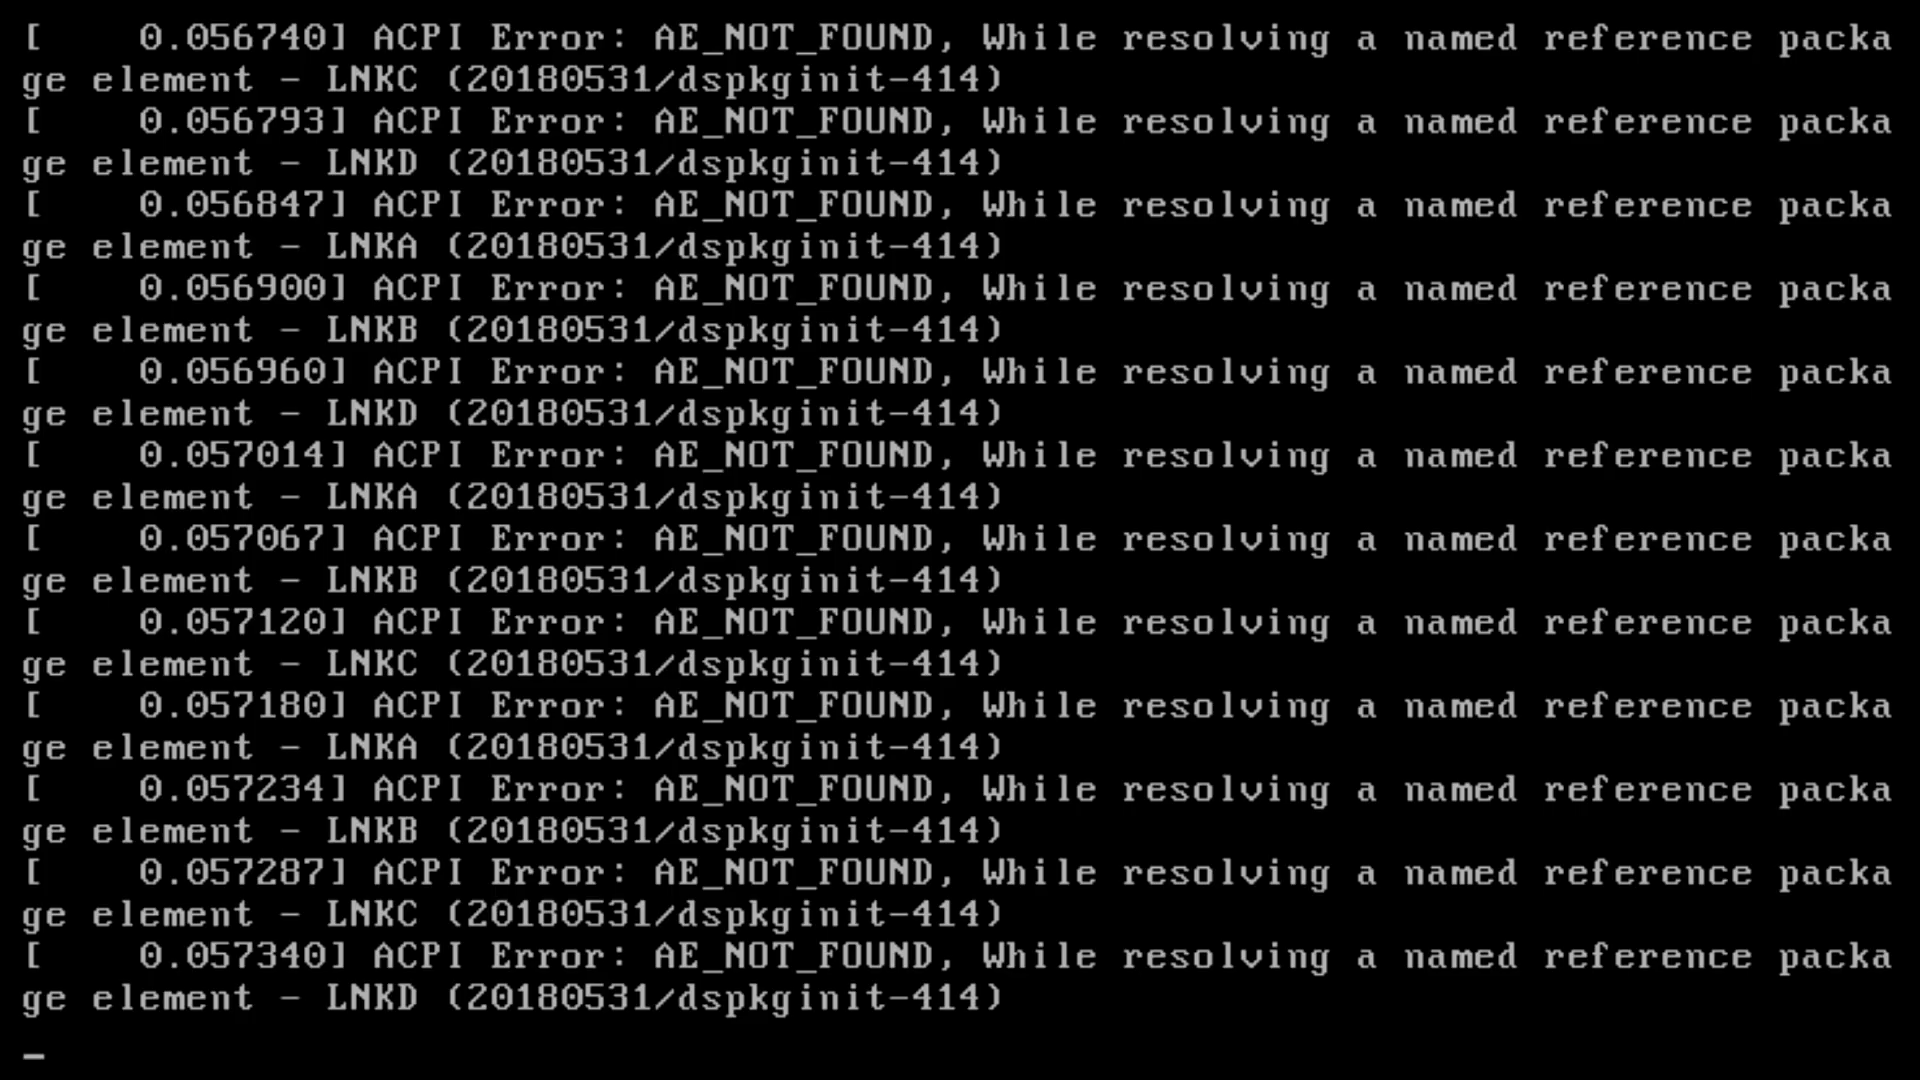 [    0.056740] ACPI Error: AE_NOT_FOUND, While resolving a named reference packa
ge element - LNKC (20180531/dspkginit-414)
[    0.056793] ACPI Error: AE_NOT_FOUND, While resolving a named reference packa
ge element - LNKD (20180531/dspkginit-414)
[    0.056847] ACPI Error: AE_NOT_FOUND, While resolving a named reference packa
ge element - LNKA (20180531/dspkginit-414)
[    0.056900] ACPI Error: AE_NOT_FOUND, While resolving a named reference packa
ge element - LNKB (20180531/dspkginit-414)
[    0.056960] ACPI Error: AE_NOT_FOUND, While resolving a named reference packa
ge element - LNKD (20180531/dspkginit-414)
[    0.057014] ACPI Error: AE_NOT_FOUND, While resolving a named reference packa
ge element - LNKA (20180531/dspkginit-414)
[    0.057067] ACPI Error: AE_NOT_FOUND, While resolving a named reference packa
ge element - LNKB (20180531/dspkginit-414)
[    0.057120] ACPI Error: AE_NOT_FOUND, While resolving a named reference packa
ge element - LNKC (20180531/dspkginit-414)
[    0.057180] ACPI Error: AE_NOT_FOUND, While resolving a named reference packa
ge element - LNKA (20180531/dspkginit-414)
[    0.057234] ACPI Error: AE_NOT_FOUND, While resolving a named reference packa
ge element - LNKB (20180531/dspkginit-414)
[    0.057287] ACPI Error: AE_NOT_FOUND, While resolving a named reference packa
ge element - LNKC (20180531/dspkginit-414)
[    0.057340] ACPI Error: AE_NOT_FOUND, While resolving a named reference packa
ge element - LNKD (20180531/dspkginit-414)
_